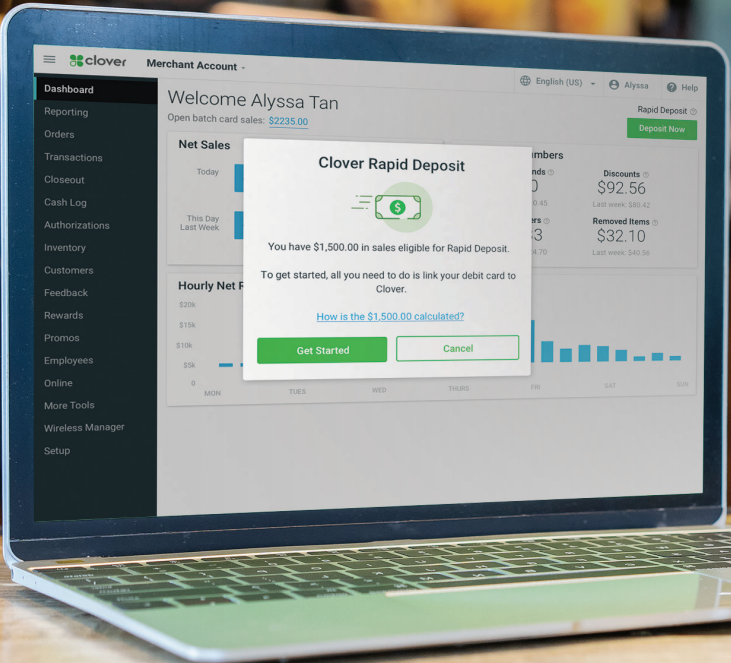 clover
Merchant Account
English (US)
Alyssa
Help
Dashboard
Reporting
Orders
Transactions
Closeout
Cash Log
Authorizations
Inventory
Customers
Feedback
Rewards
Promos
Employees
Online
More Tools
Wireless Manager
Setup
Welcome Alyssa Tan
Open batch card sales: $2235.00
Rapid Deposit
Deposit Now
Net Sales
Today
This Day
Last Week
Clover Rapid Deposit
$
You have $1,500.00 in sales eligible for Rapid Deposit.
To get started, all you need to do is link your debit card to
Clover.
How is the $1,500.00 calculated?
Get Started
Cancel
Discounts
$92.56
Last week: $80.42
Removed Items
$32.10
Last week: $40.56
Hourly Net
$20k
$15k
$10k
$5k
0
MON
TUES
WED
THURS
FRI
SAT
SUN